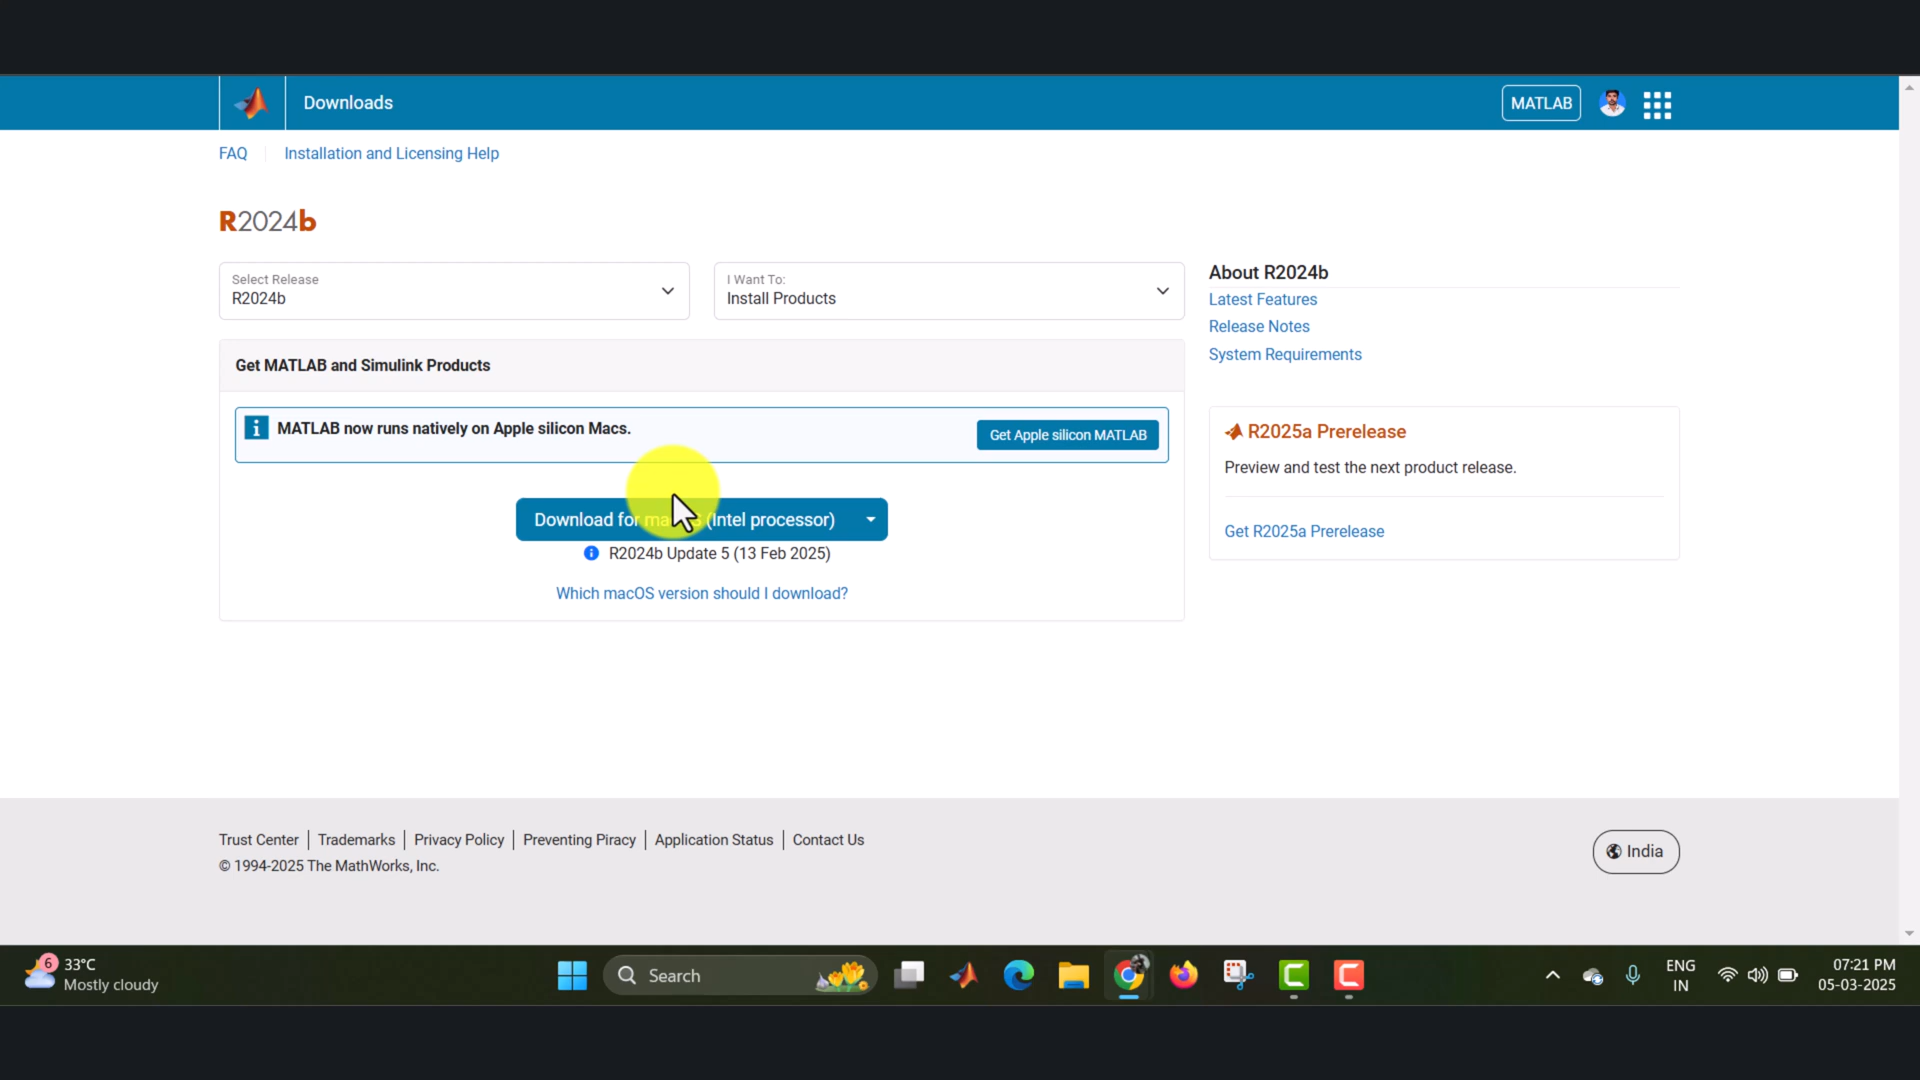 Downloads
MATLAB
FAQ
Installation and Licensing Help
R2024b
Select Release
R2024b
I Want To:
Install Products
About R2024b
Latest Features
Release Notes
System Requirements
Get MATLAB and Simulink Products
MATLAB now runs natively on Apple silicon Macs.
Get Apple silicon MATLAB
R2025a Prerelease
Preview and test the next product release.
Get R2025a Prerelease
Download for (Intel processor)
R2024b Update 5 (13 Feb 2025)
Which macOS version should I download?
Trust Center
Trademarks
Privacy Policy
Preventing Piracy
Application Status
Contact Us
© 1994-2025 The MathWorks, Inc.
India
6
33°C
Mostly cloudy
Search
ENG
IN
07:21 PM
05-03-2025